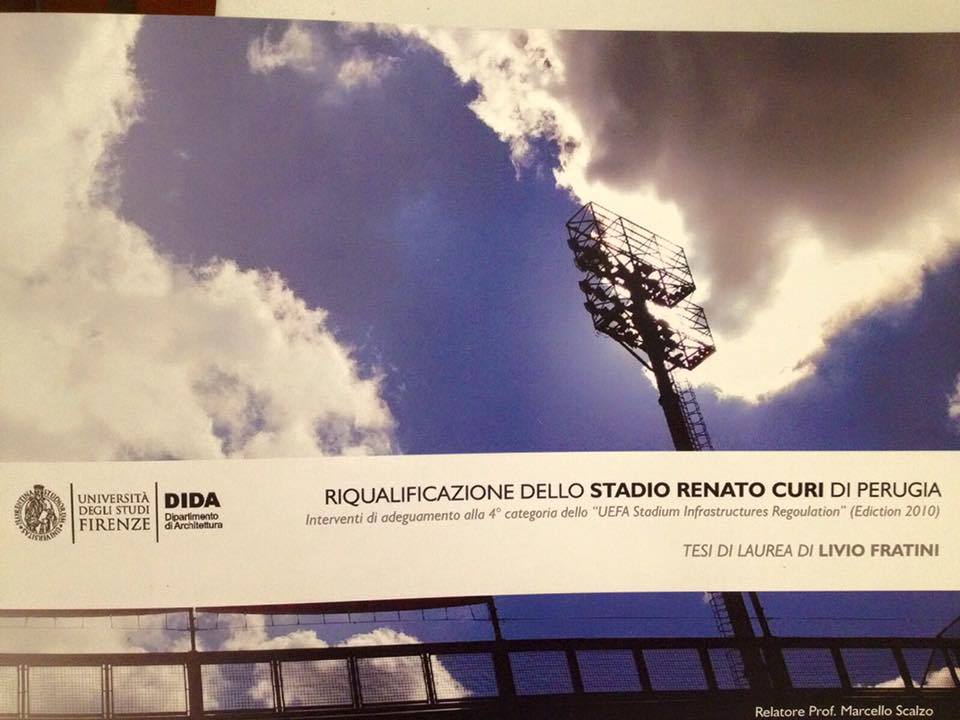 UNIVERSITÀ
DEGLI STUDI
FIRENZE
DIDA
Dipartimento
di Architettura
RIQUALIFICAZIONE DELLO STADIO RENATO CURI DI PERUGIA
Interventi di adeguamento alla 4° categoria dello "UEFA Stadium Infrastructures Regoulation" (Ediction 2010)
TESI DI LAUREA DI LIVIO FRATINI
Relatore Prof. Marcello Scalzo